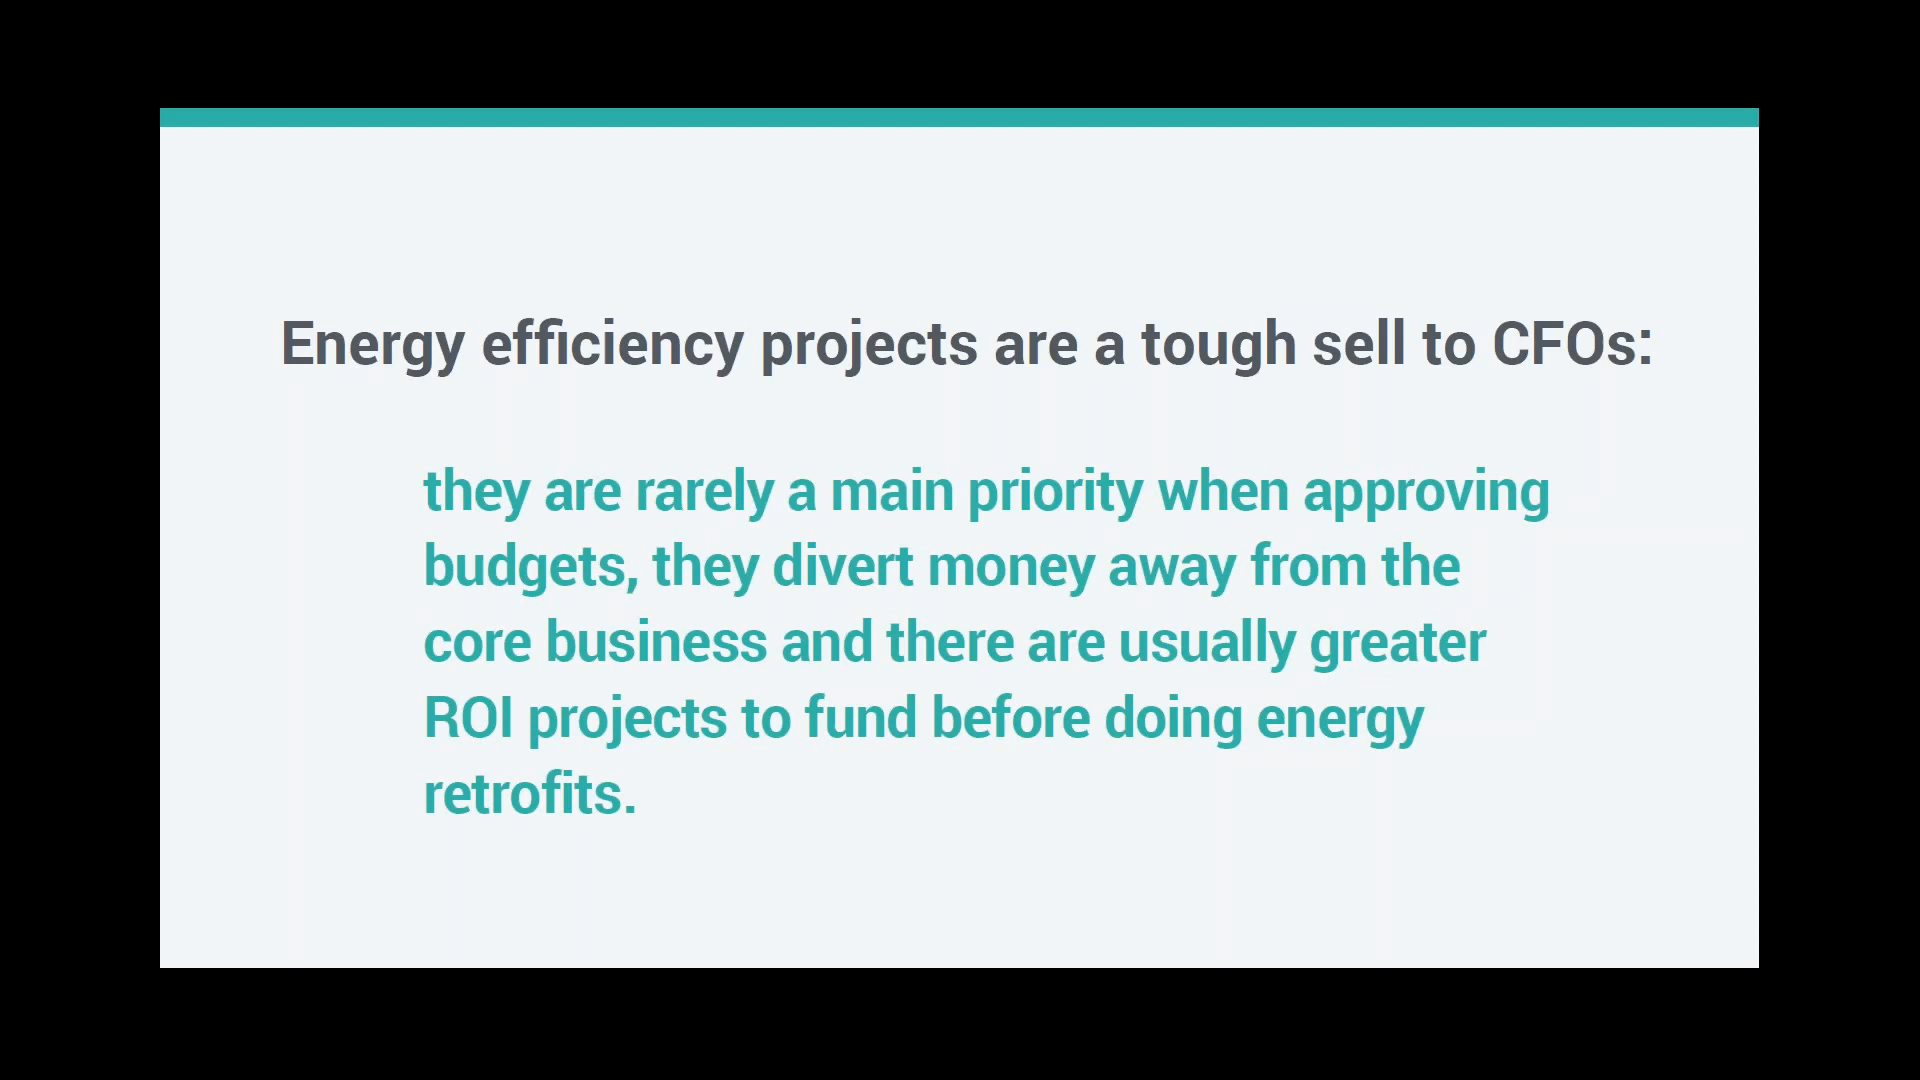 Energy efficiency projects are a tough sell to CFOs:
they are rarely a main priority when approving
budgets, they divert money away from the
core business and there are usually greater
ROI projects to fund before doing energy
retrofits.